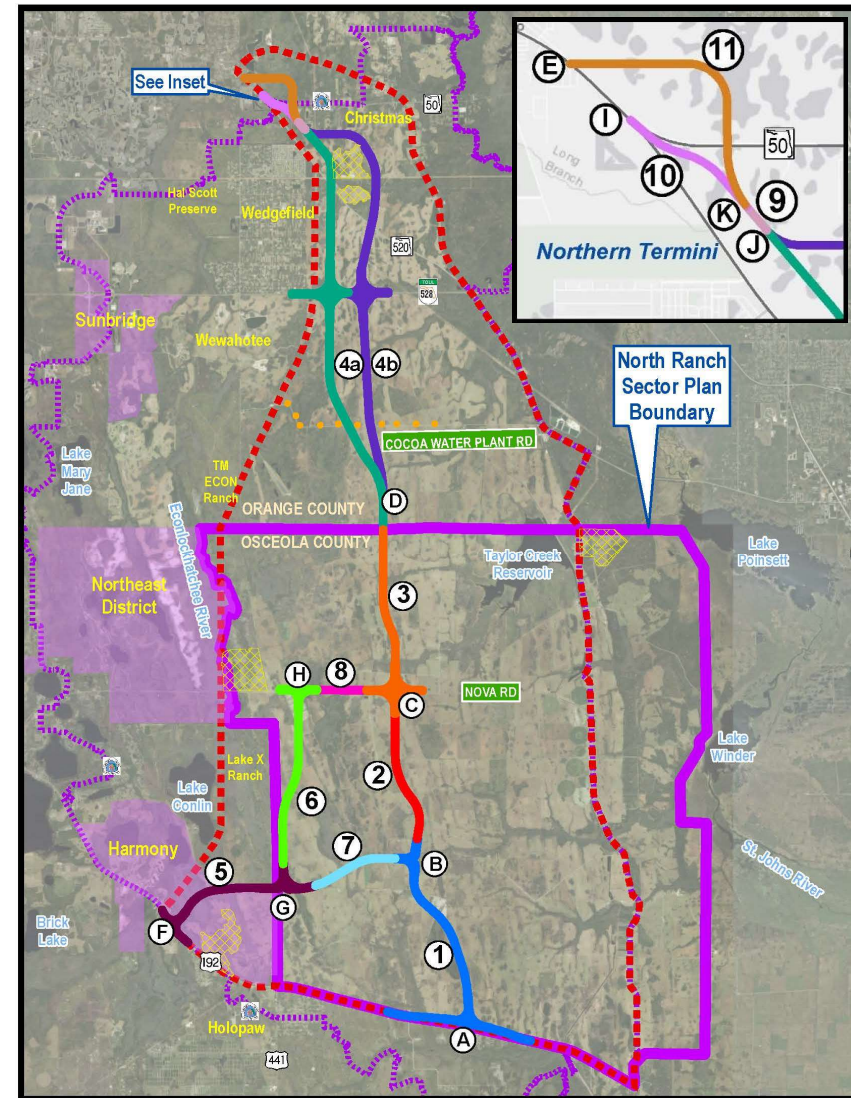 See Inset
Christmas
50
Hal Scott
Preserve
Wedgefield
520
TOLL
528
Sunbridge
Wewahotee
4a
4b
COCOA WATER PLANT RD
Lake
Mary
Jane
TM
ECON
Ranch
D
ORANGE COUNTY
OSCEOLA COUNTY
Econlockhatchee River
Northeast
District
Taylor Creek
Reservoir
Lake
Poinsett
3
H
8
C
NOVA RD
Lake X
Ranch
Lake
Conlin
6
2
Lake
Winder
Harmony
5
7
B
G
F
Brick
Lake
192
1
St. Johns River
Holopaw
A
441
North Ranch
Sector Plan
Boundary
E
11
I
50
Long
Branch
10
K
9
J
Northern Termini